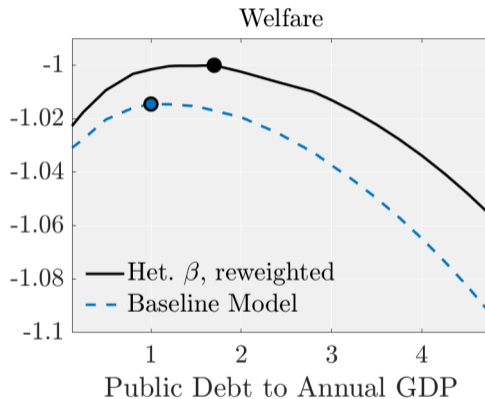 Welfare
-1
-1.02
-1.04
-1.06
-1.08
-1.1
Het. β, reweighted
Baseline Model
1 2 3 4
Public Debt to Annual GDP